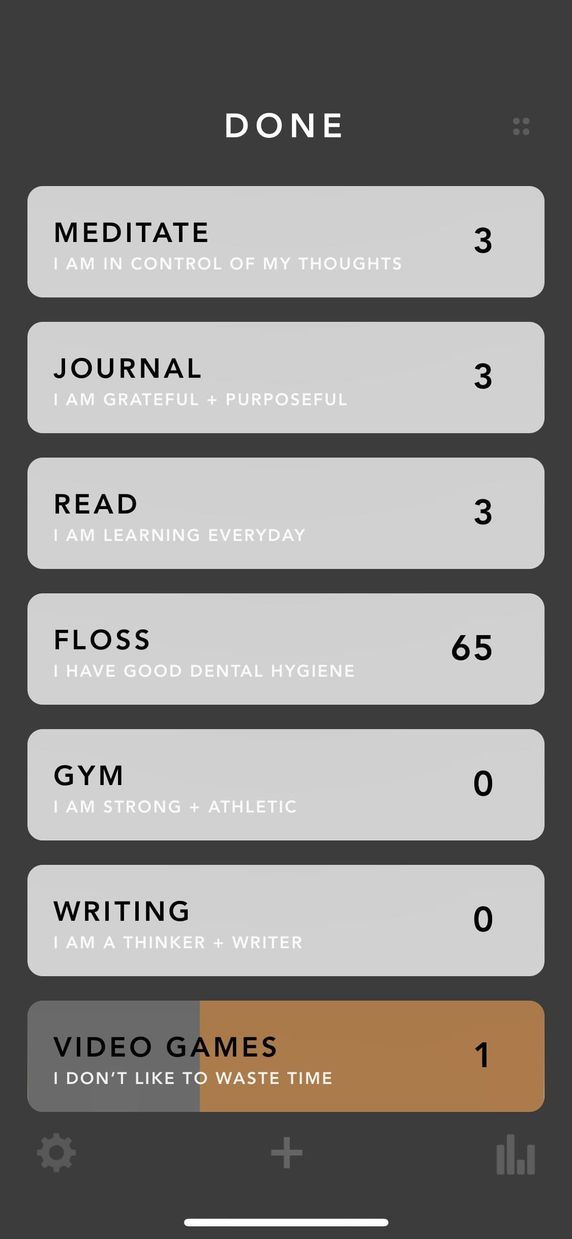 DONE
MEDITATE
3
I AM IN CONTROL OF MY THOUGHTS
JOURNAL
3
I AM GRATEFUL + PURPOSEFUL
READ
3
I AM LEARNING EVERYDAY
FLOSS
65
I HAVE GOOD DENTAL HYGIENE
GYM
0
I AM STRONG + ATHLETIC
WRITING
0
I AM A THINKER + WRITER
VIDEO GAMES
1
I DON’T LIKE TO WASTE TIME